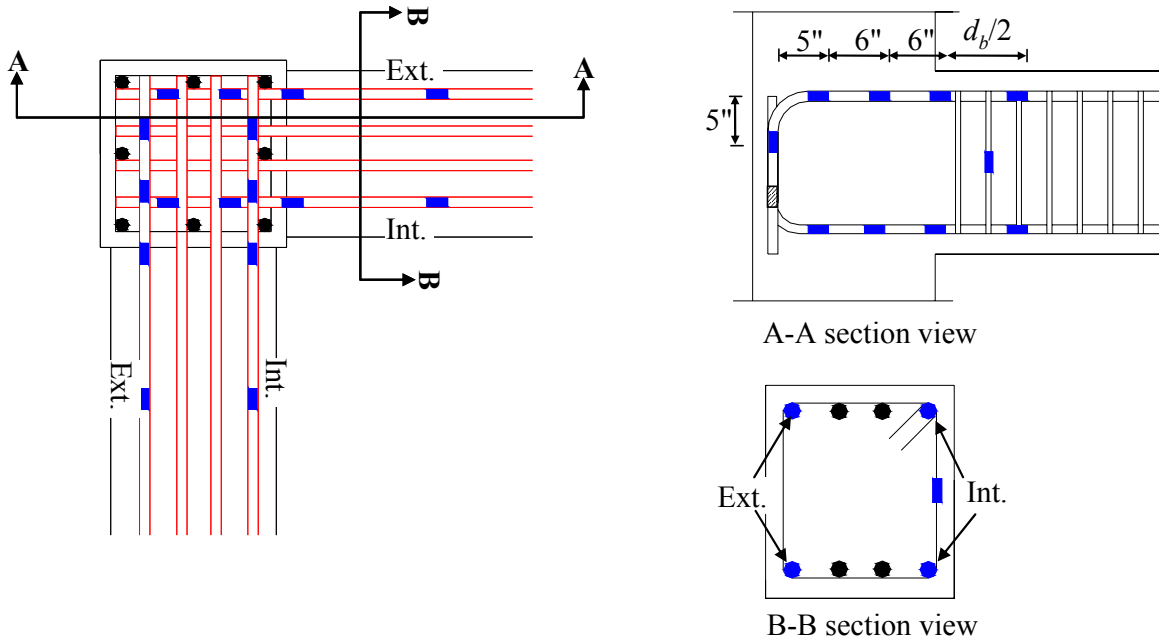 B
A
A
Ext.
Int.
B
Ext.
Int.
5" 6" 6" d_b/2
5"
A-A section view
Ext.
Int.
B-B section view